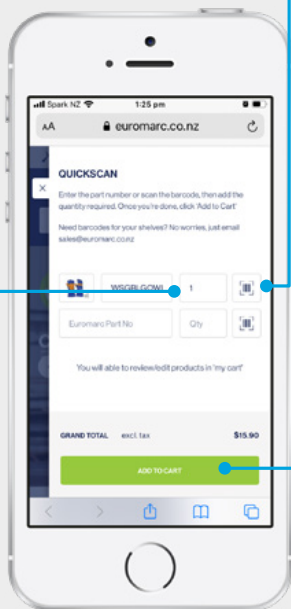 Spark NZ 1:25 pm
AA euromarc.co.nz
QUICKSCAN
Enter the part number or scan the barcode, then add the
quantity required. Once you're done, click 'Add to Cart'
Need barcodes for your shelves? No worries, just email
sales@euromarc.co.nz
WSGBLGOWL 1
Euromarc Part No Qty
You will able to review/edit products in 'my cart'
GRAND TOTAL excl. tax $15.90
ADD TO CART